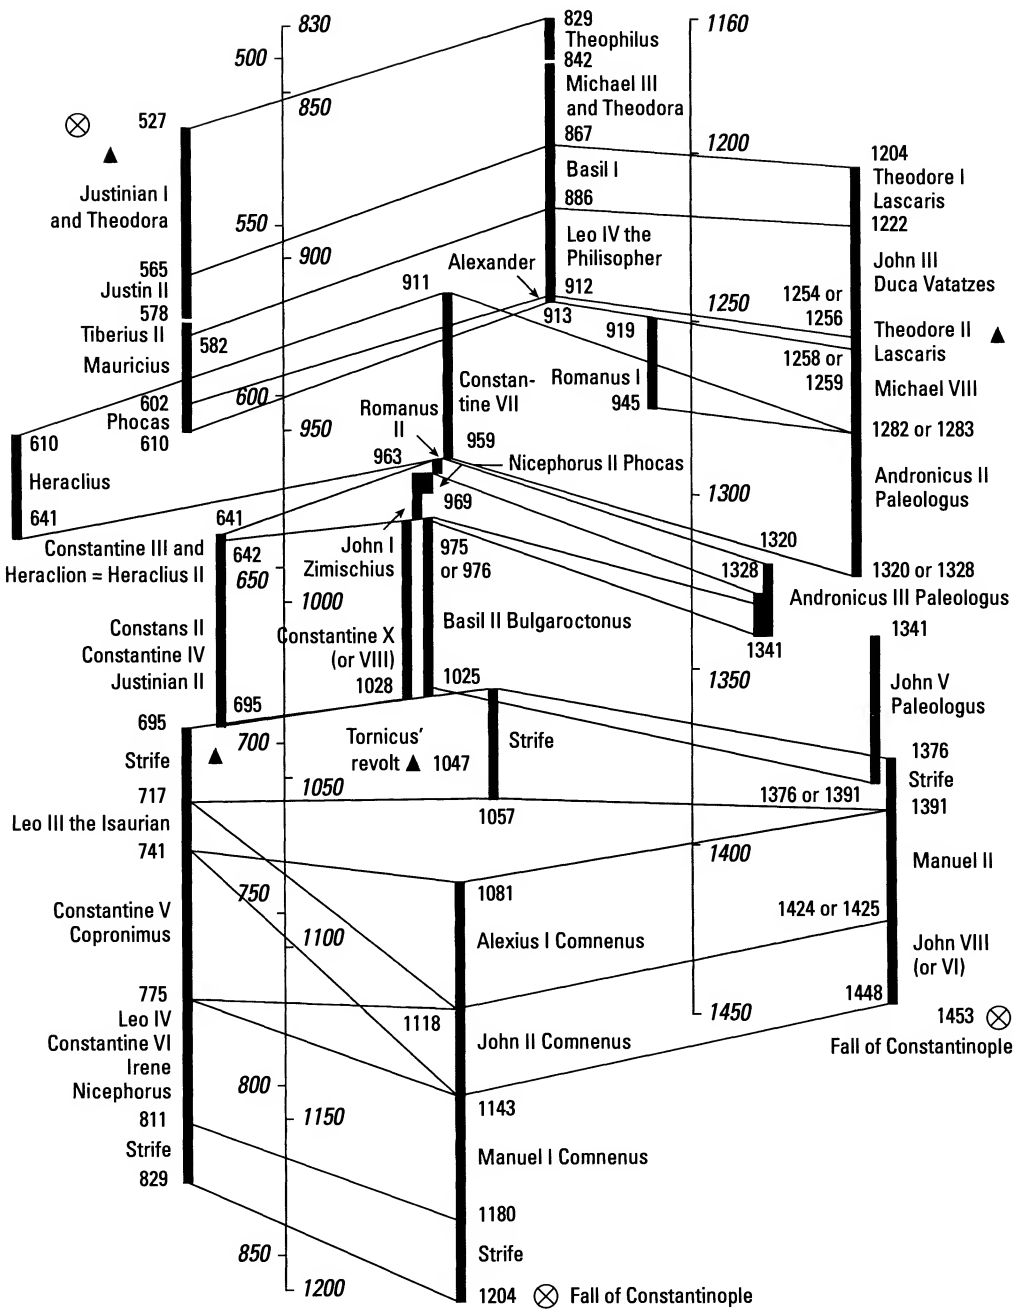 830
829
1160
Theophilus
500
842
Michael III
and Theodora
850
527
867
1200
1204
Theodore I
Lascaris
Basil I
Justinian I
and Theodora
886
1222
550
900
Leo IV the
Philisopher
John III
Duca Vatatzes
Alexander
565
Justin II
578
911
912
913
1250
1254 or
1256
919
Tiberius II
582
Theodore II
Lascaris
Mauricius
1258 or
1259
Constan-
tine VII
Romanus I
Michael VIII
602
Phocas
610
600
945
Romanus
II
950
610
959
1282 or 1283
963
Nicephorus II Phocas
Heraclius
Andronicus II
Paleologus
969
1300
641
641
Constantine III and
Heraclion = Heraclius II
642
650
John I
Zimischius
975
or 976
1320
1328
1320 or 1328
Andronicus III Paleologus
1000
Constans II
Constantine IV
Justinian II
Constantine X
(or VIII)
Basil II Bulgaroctonus
1341
1341
1028
1025
1350
John V
Paleologus
695
695
Strife
700
Tornicus'
revolt
1047
Strife
1376
Strife
717
1050
1057
1376 or 1391
1391
Leo III the Isaurian
741
1400
Manuel II
750
1081
Constantine V
Copronimus
1100
Alexius I Comnenus
1424 or 1425
John VIII
(or VI)
775
Leo IV
Constantine VI
Irene
Nicephorus
1118
John II Comnenus
1448
1450
1453
Fall of Constantinople
800
811
1150
1143
Strife
829
Manuel I Comnenus
1180
850
Strife
1200
1204
Fall of Constantinople